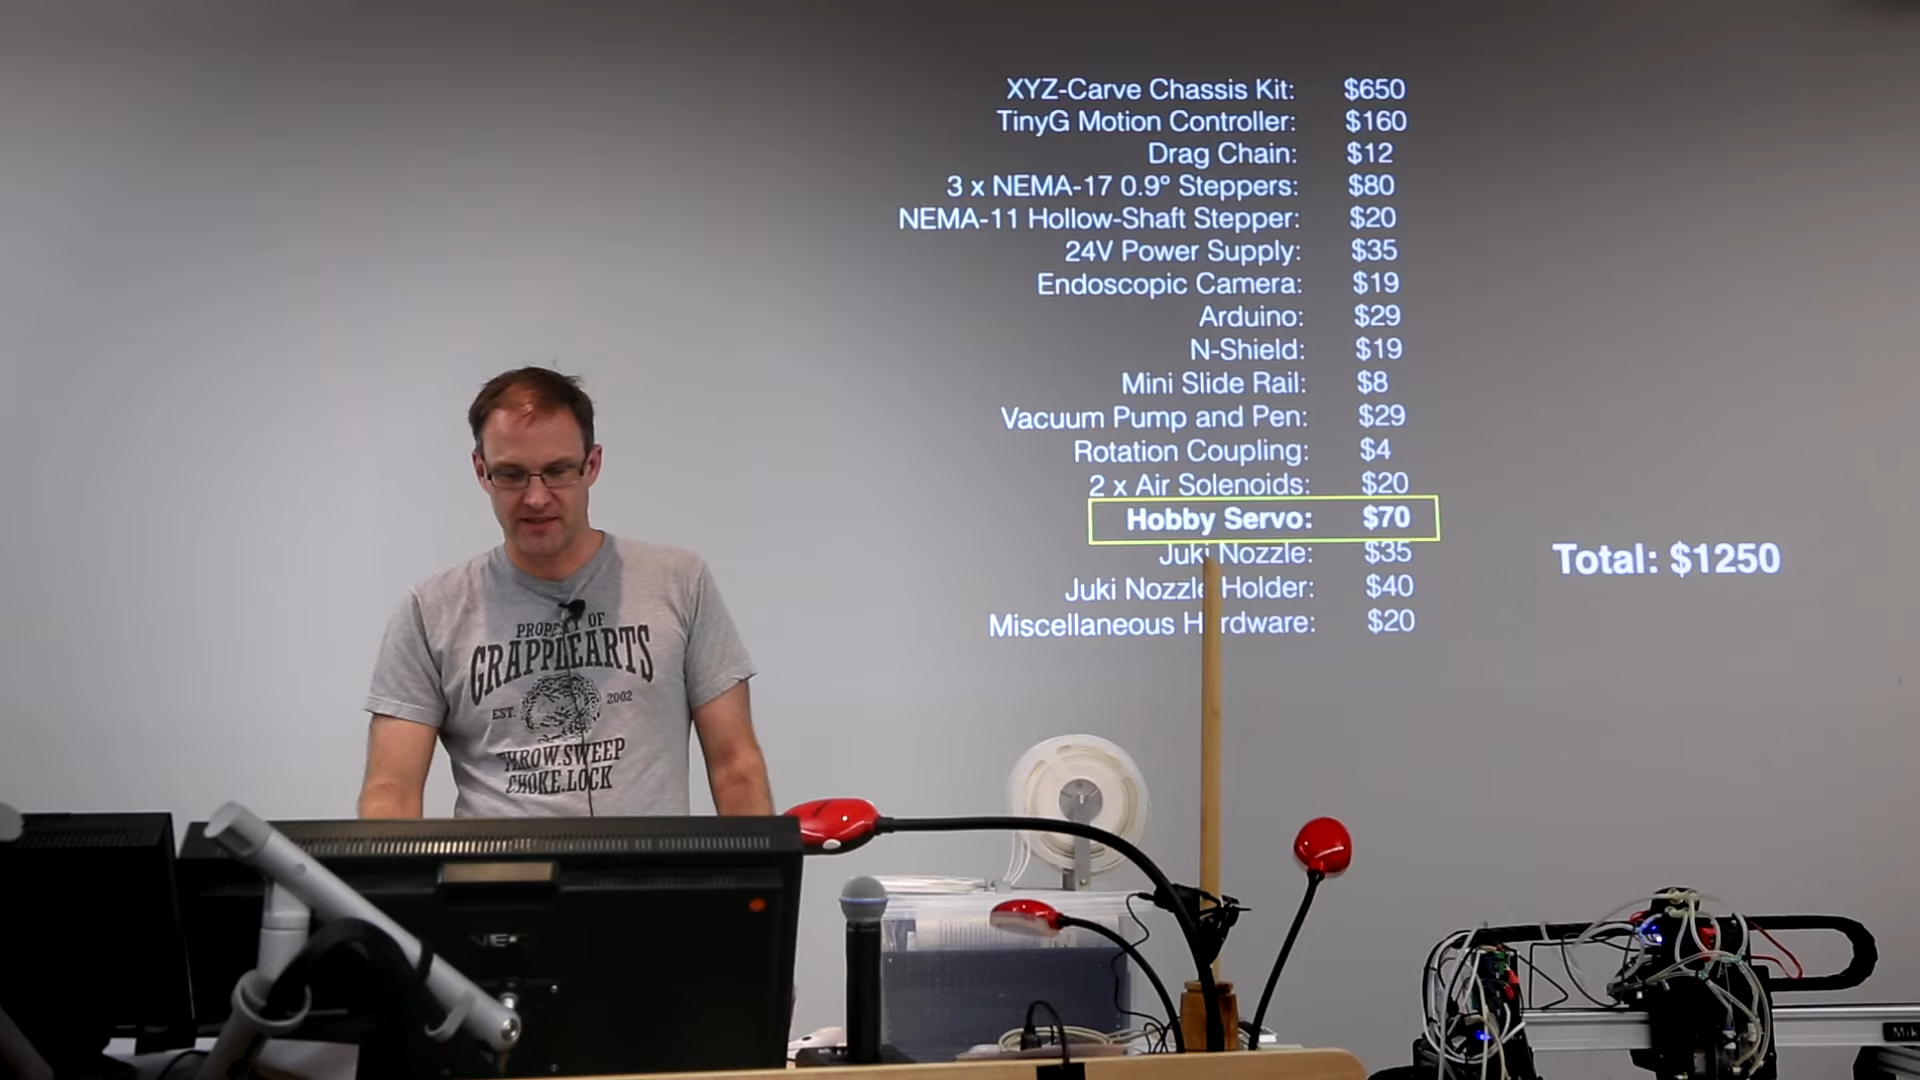 XYZ-Carve Chassis Kit: $650
TinyG Motion Controller: $160
Drag Chain: $12
3 x NEMA-17 0.9° Steppers: $80
NEMA-11 Hollow-Shaft Stepper: $20
24V Power Supply: $35
Endoscopic Camera: $19
Arduino: $29
N-Shield: $19
Mini Slide Rail: $8
Vacuum Pump and Pen: $29
Rotation Coupling: $4
2 x Air Solenoids: $20
Hobby Servo: $70
Juki Nozzle: $35
Juki Nozzle Holder: $40
Miscellaneous Hardware: $20
Total: $1250
PROPERTY OF
GRAPPLEARTS
EST. 2002
THROW.SWEEP
CHOKE.LOCK
NEC